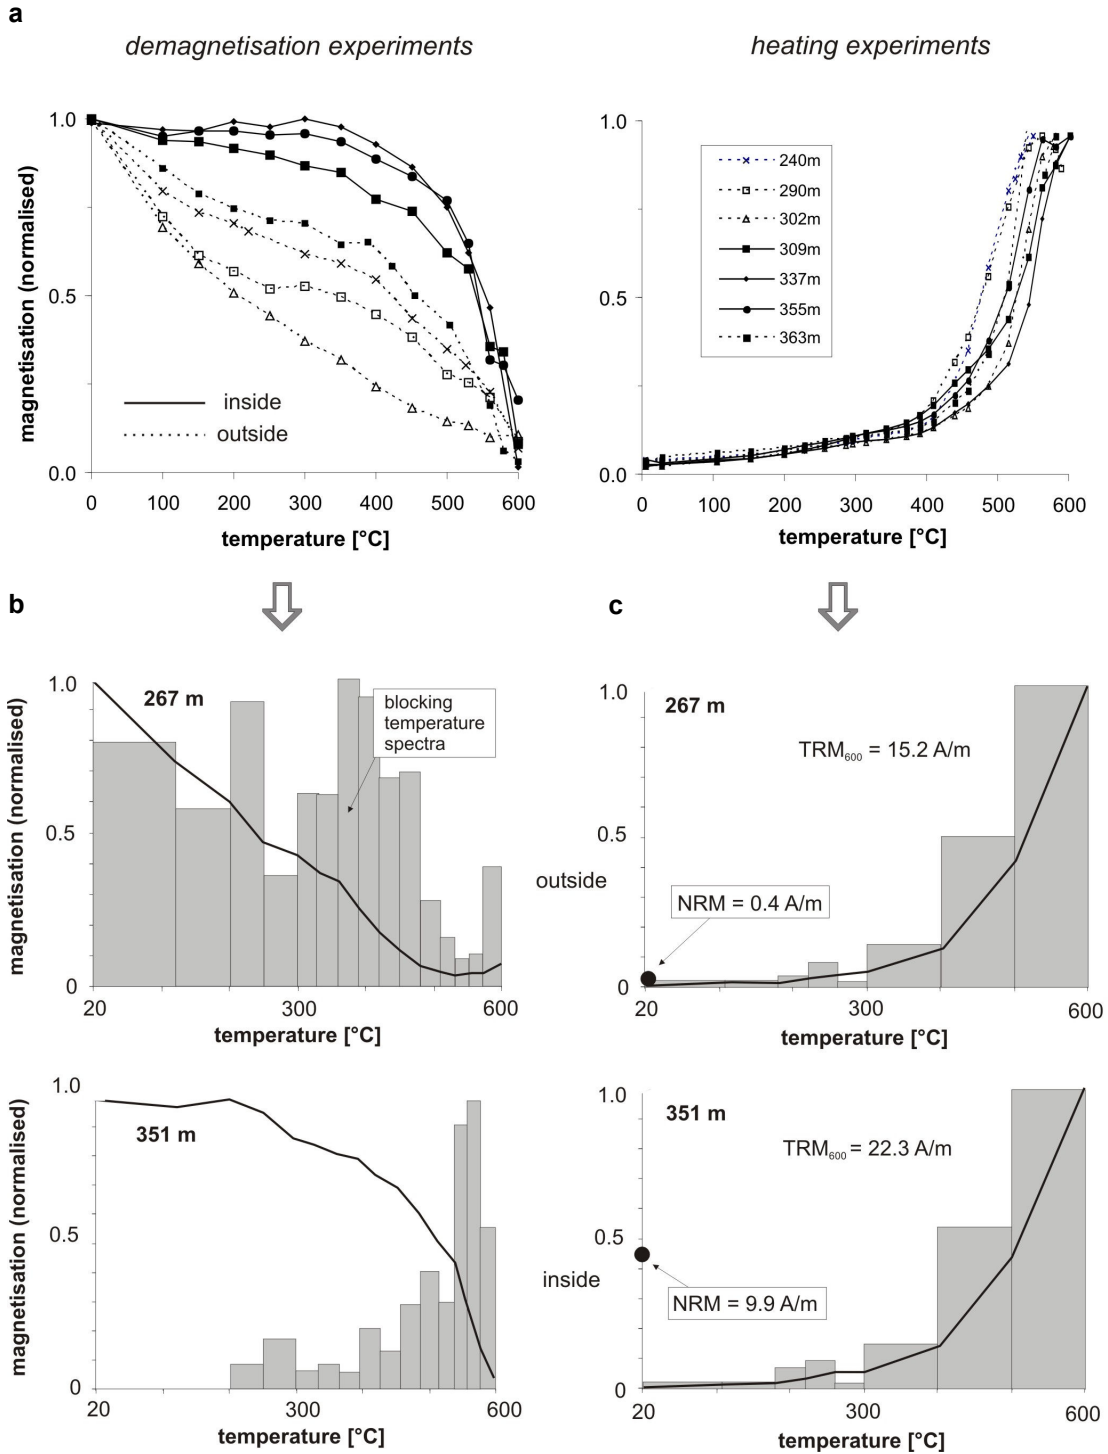 a
demagnetisation experiments
heating experiments
magnetisation (normalised)
1.0
0.5
0.0
inside
outside
0 100 200 300 400 500 600
temperature [°C]
1.0
0.5
0.0
240m
290m
302m
309m
337m
355m
363m
0 100 200 300 400 500 600
temperature [°C]
b
magnetisation (normalised)
1.0
0.5
0
267 m
blocking
temperature
spectra
20 300 600
temperature [°C]
c
outside
1.0
0.5
0
267 m
TRM600 = 15.2 A/m
NRM = 0.4 A/m
20 300 600
temperature [°C]
magnetisation (normalised)
1.0
0.5
0
351 m
20 300 600
temperature [°C]
inside
1.0
0.5
0
351 m
TRM600 = 22.3 A/m
NRM = 9.9 A/m
20 300 600
temperature [°C]